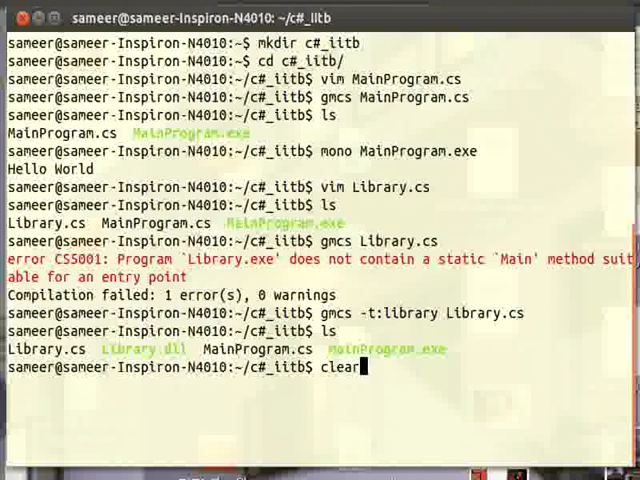 sameer@sameer-Inspiron-N4010: ~/c#_iitb
sameer@sameer-Inspiron-N4010:~$ mkdir c#_iitb
sameer@sameer-Inspiron-N4010:~$ cd c#_iitb/
sameer@sameer-Inspiron-N4010:~/c#_iitb$ vim MainProgram.cs
sameer@sameer-Inspiron-N4010:~/c#_iitb$ gmcs MainProgram.cs
sameer@sameer-Inspiron-N4010:~/c#_iitb$ ls
MainProgram.cs MainProgram.exe
sameer@sameer-Inspiron-N4010:~/c#_iitb$ mono MainProgram.exe
Hello World
sameer@sameer-Inspiron-N4010:~/c#_iitb$ vim Library.cs
sameer@sameer-Inspiron-N4010:~/c#_iitb$ ls
Library.cs MainProgram.cs MainProgram.exe
sameer@sameer-Inspiron-N4010:~/c#_iitb$ gmcs Library.cs
error CS5001: Program `Library.exe' does not contain a static `Main' method suit
able for an entry point
Compilation failed: 1 error(s), 0 warnings
sameer@sameer-Inspiron-N4010:~/c#_iitb$ gmcs -t:library Library.cs
sameer@sameer-Inspiron-N4010:~/c#_iitb$ ls
Library.cs Library.dll MainProgram.cs MainProgram.exe
sameer@sameer-Inspiron-N4010:~/c#_iitb$ clear